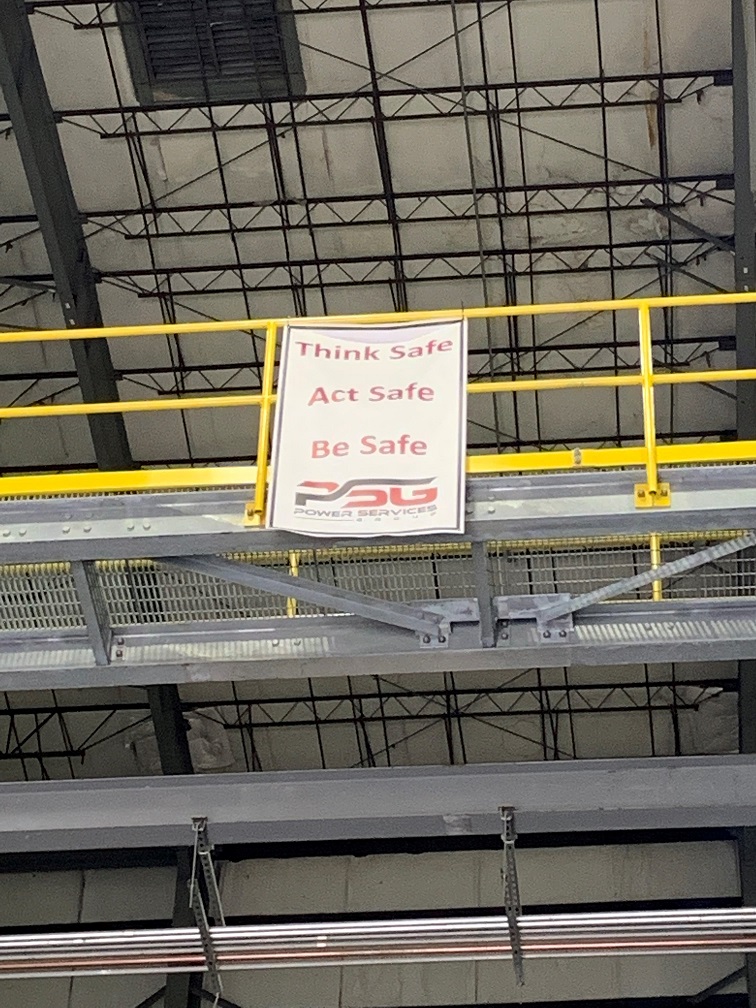 Think Safe
Act Safe
Be Safe
PSG
POWER SERVICES
GROUP